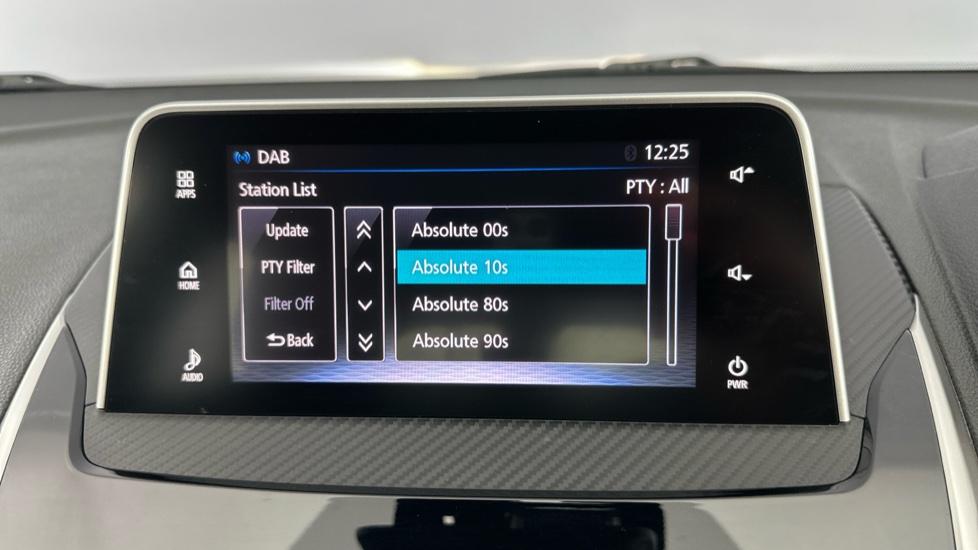 DAB
12:25
Station List
PTY : All
Update
PTY Filter
Filter Off
Back
Absolute 00s
Absolute 10s
Absolute 80s
Absolute 90s
APPS
HOME
AUDIO
PWR